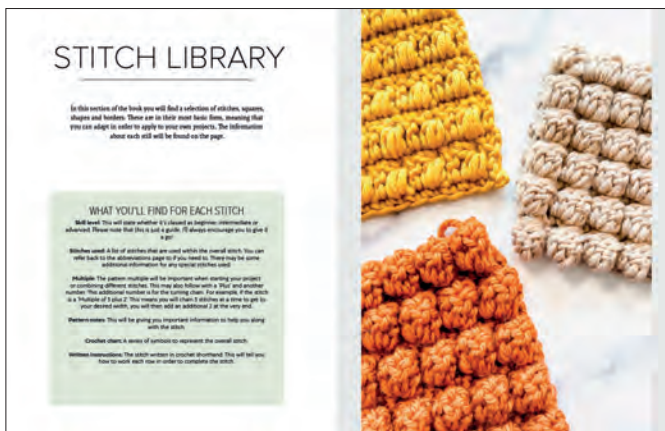 STITCH LIBRARY
In this section of the book you will find a selection of stitches, squares,
shapes and borders. These are in their most basic form, meaning that
you can adapt in order to apply to your own projects. The information
about each still will be found on the page.
WHAT YOU'LL FIND FOR EACH STITCH
Skill level: This will state whether it's classed as beginner, intermediate or
advanced. Please note that this is just a guide, I'll always encourage you to give it
a go!
Stitches used: A list of stitches that are used within the overall stitch. You can
refer back to the abbreviations page to if you need to. There may be some
additional information for any special stitches used.
Multiple: The pattern multiple will be important when starting your project
or combining different stitches. This may also follow with a 'Plus' and another
number. This additional number is for the turning chain. For example, if the stitch
is a 'Multiple of 3 plus 2' This means you will chain 3 stitches at a time to get to
your desired width, you will then add an additional 2 at the very end.
Pattern notes: This will be giving you important information to help you along
with the stitch.
Crochet chart: A series of symbols to represent the overall stitch.
Written instructions: The stitch written in crochet shorthand. This will tell you
how to work each row in order to complete the stitch.